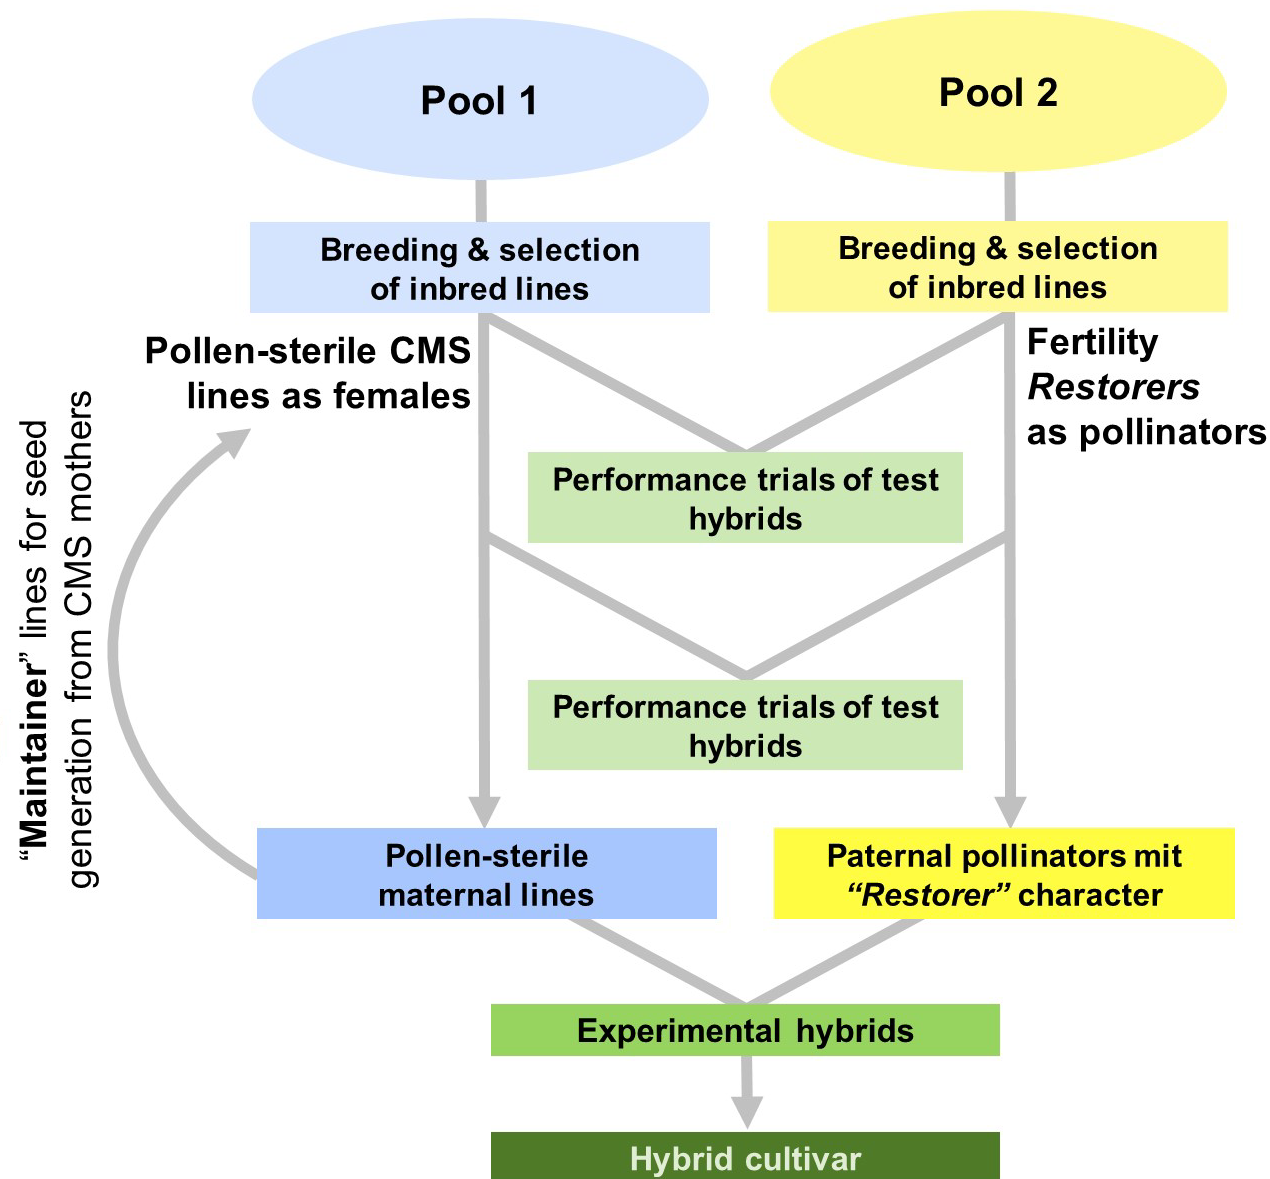 Pool 1
Pool 2
Breeding & selection
of inbred lines
Breeding & selection
of inbred lines
Pollen-sterile CMS
lines as females
Fertility
Restorers
as pollinators
“Maintainer” lines for seed
generation from CMS mothers
Performance trials of test
hybrids
Performance trials of test
hybrids
Pollen-sterile
maternal lines
Paternal pollinators mit
“Restorer” character
Experimental hybrids
Hybrid cultivar